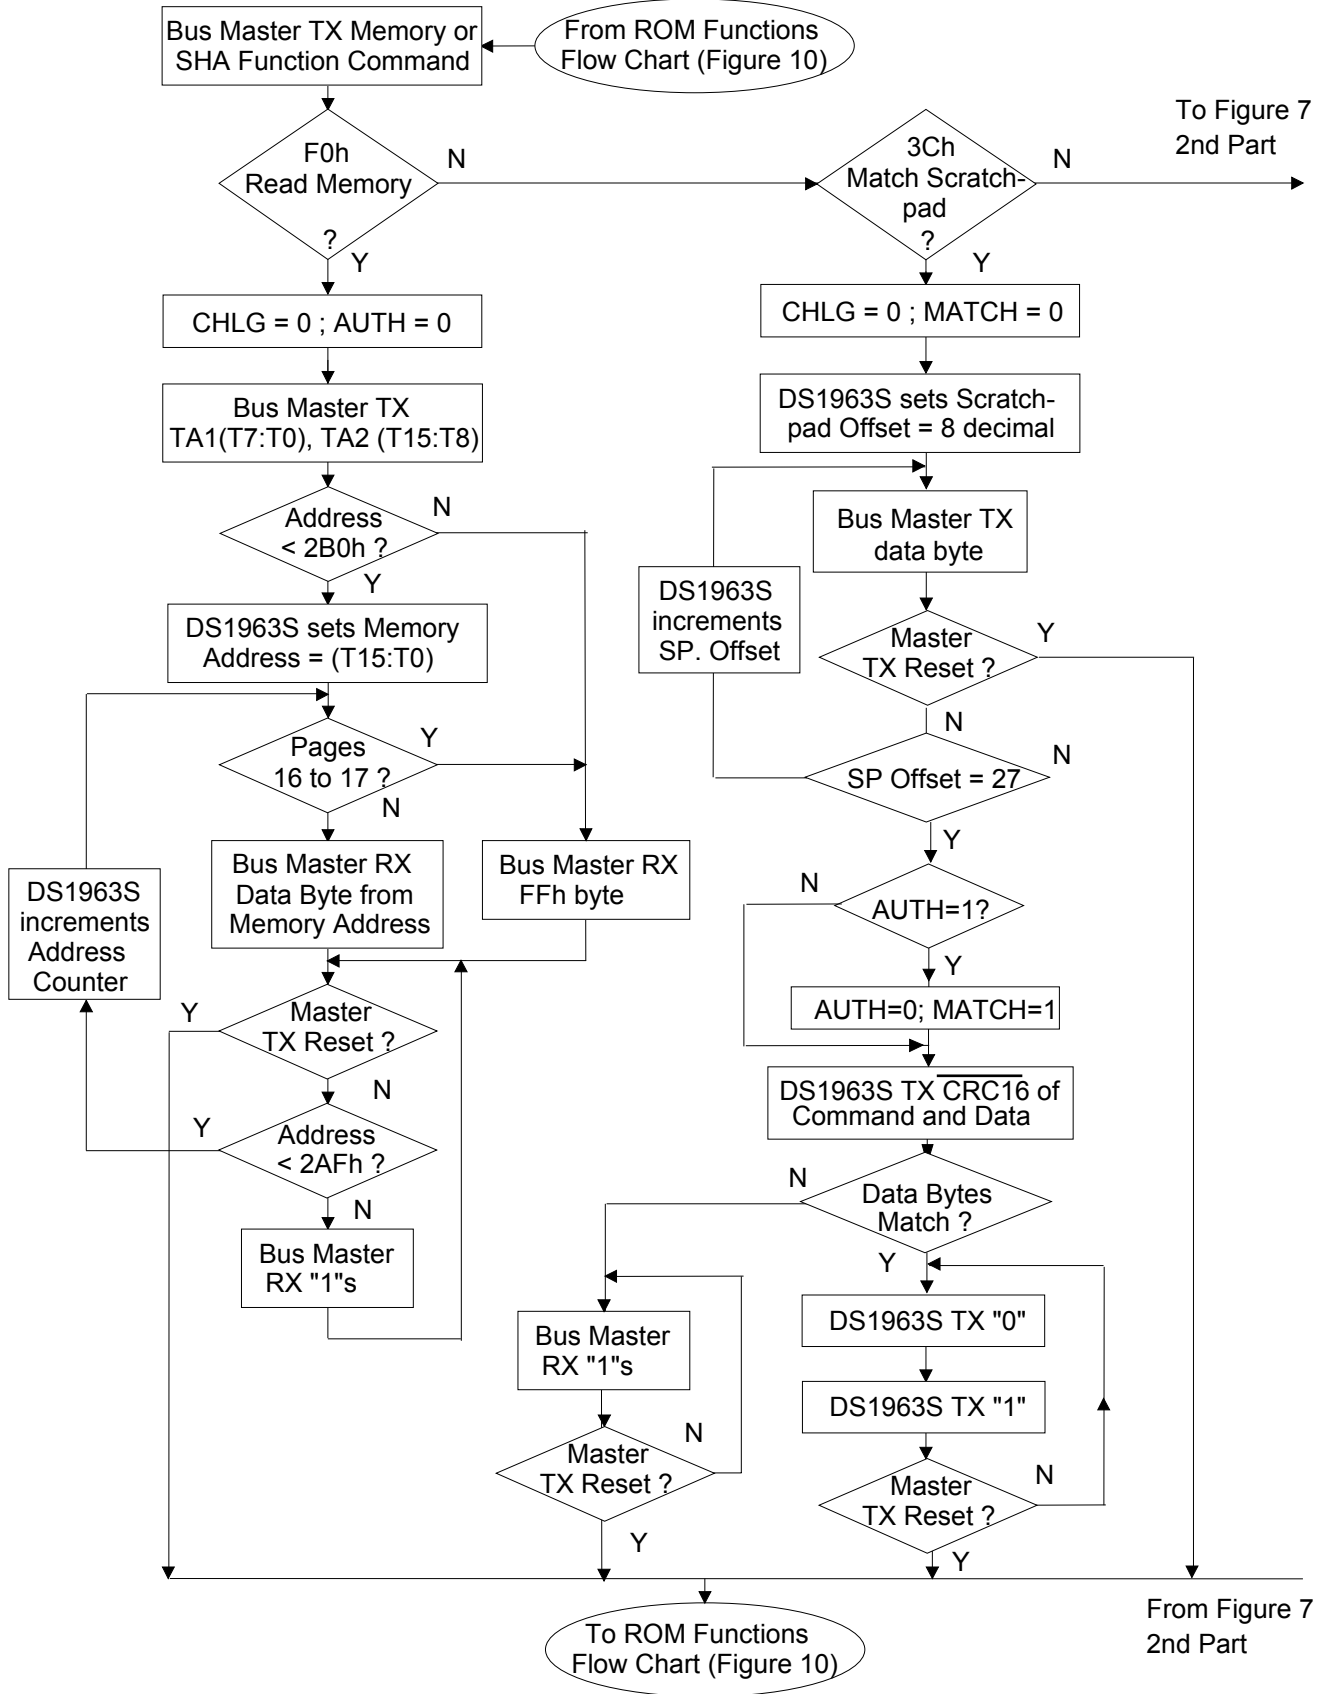 Bus Master TX Memory or
SHA Function Command
From ROM Functions
Flow Chart (Figure 10)
To Figure 7
2nd Part
F0h
Read Memory
?
N
Y
3Ch
Match Scratch-
pad
?
N
Y
CHLG = 0 ; AUTH = 0
Bus Master TX
TA1(T7:T0), TA2 (T15:T8)
Address
< 2B0h ?
N
Y
DS1963S sets Memory
Address = (T15:T0)
Pages
16 to 17 ?
Y
N
Bus Master RX
Data Byte from
Memory Address
Bus Master RX
FFh byte
DS1963S
increments
Address
Counter
Master
TX Reset ?
Y
N
Address
< 2AFh ?
Y
N
Bus Master
RX "1"s
CHLG = 0 ; MATCH = 0
DS1963S sets Scratch-
pad Offset = 8 decimal
Bus Master TX
data byte
DS1963S
increments
SP. Offset
Master
TX Reset ?
Y
N
SP Offset = 27
N
Y
AUTH=1?
N
Y
AUTH=0; MATCH=1
DS1963S TX CRC16 of
Command and Data
Data Bytes
Match ?
N
Y
Bus Master
RX "1"s
Master
TX Reset ?
N
Y
DS1963S TX "0"
DS1963S TX "1"
Master
TX Reset ?
N
Y
From Figure 7
2nd Part
To ROM Functions
Flow Chart (Figure 10)